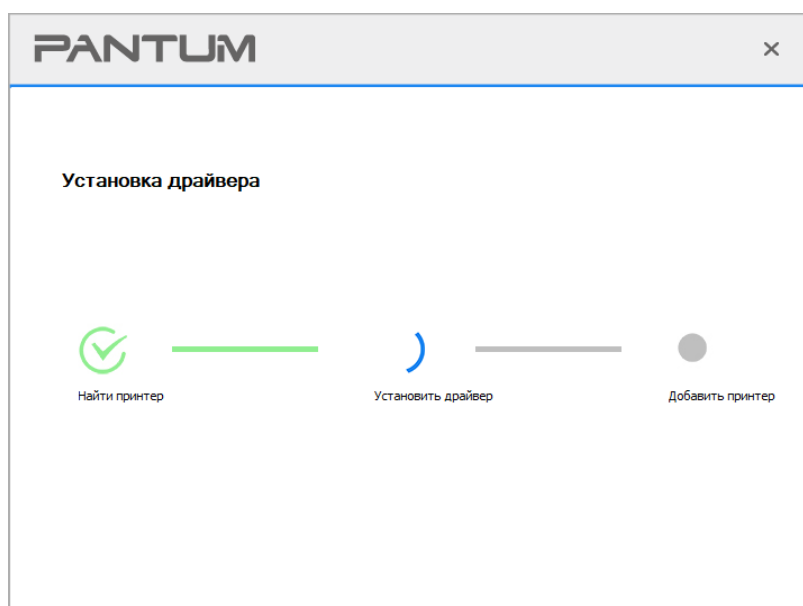 PANTUM
Установка драйвера
Найти принтер
Установить драйвер
Добавить принтер